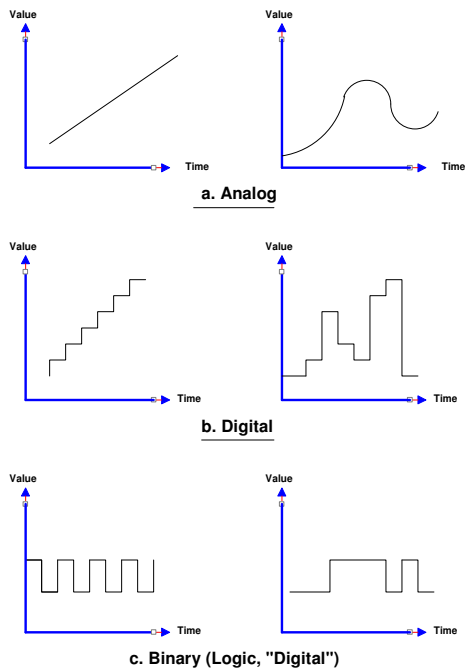 Value
Value
Time
Time
a. Analog
Value
Value
Time
Time
b. Digital
Value
Value
Time
Time
c. Binary (Logic, "Digital")